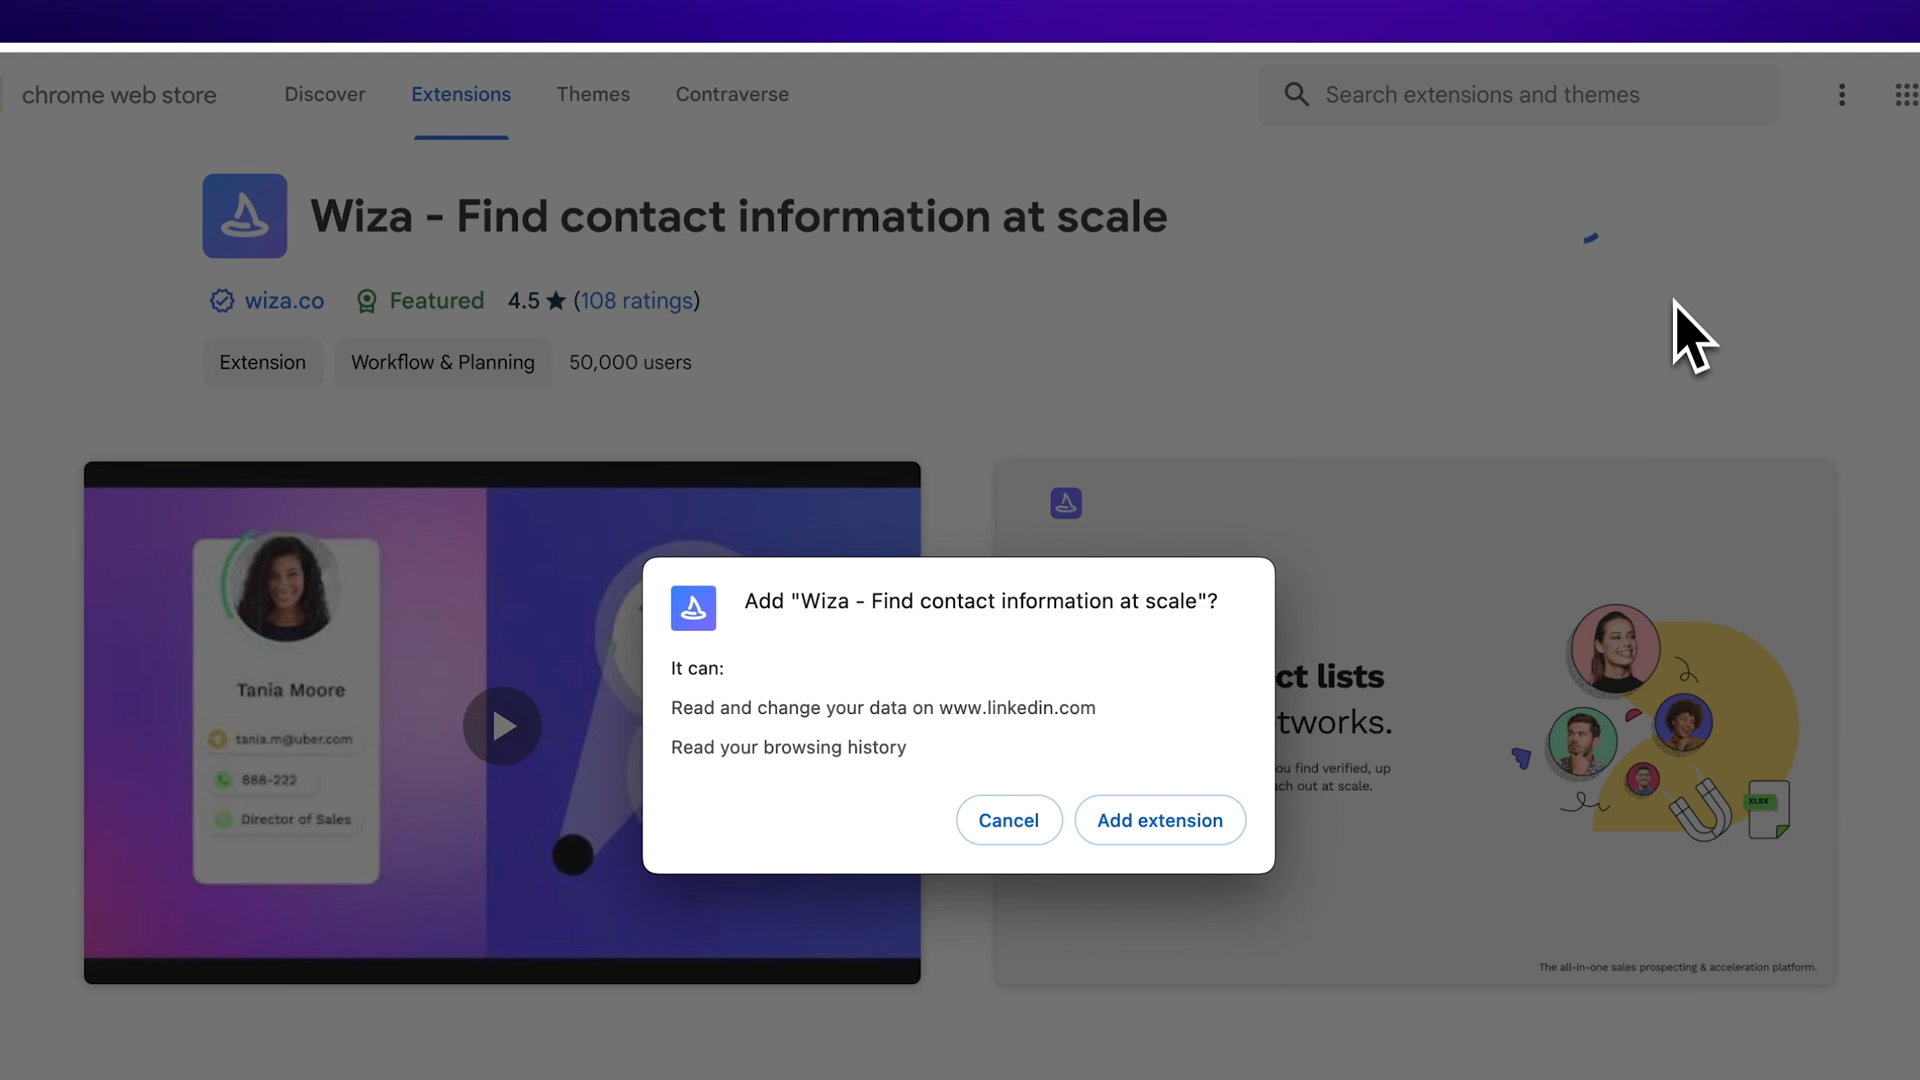 chrome web store
Discover
Extensions
Themes
Contraverse
Search extensions and themes
Wiza - Find contact information at scale
wiza.co
Featured
4.5 ★ (108 ratings)
Extension
Workflow & Planning
50,000 users
Tania Moore
tania.m@uber.com
888-222
Director of Sales
Add "Wiza - Find contact information at scale"?
It can:
Read and change your data on www.linkedin.com
Read your browsing history
Cancel
Add extension
ct lists
tworks.
ou find verified, up
ach out at scale.
XLSX
The all-in-one sales prospecting & acceleration platform.